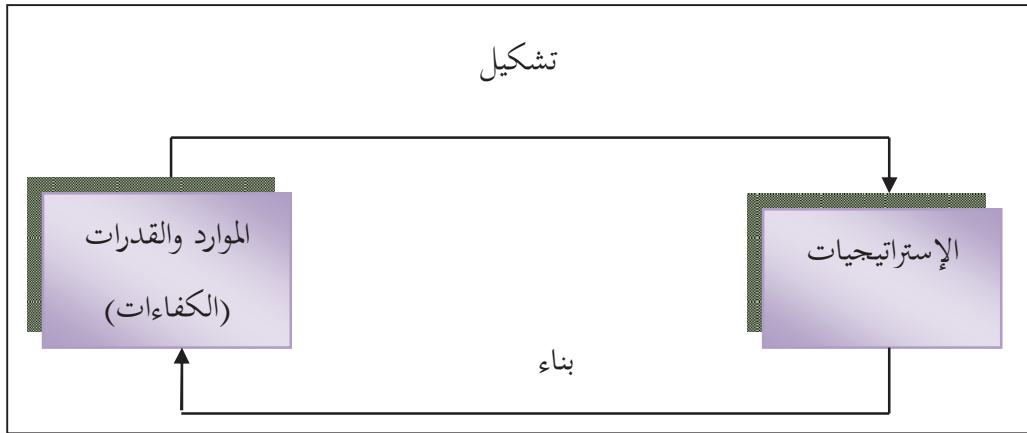 تشكيل
الموارد والقدرات
(الكفاءات)
الإستراتيجيات
بناء